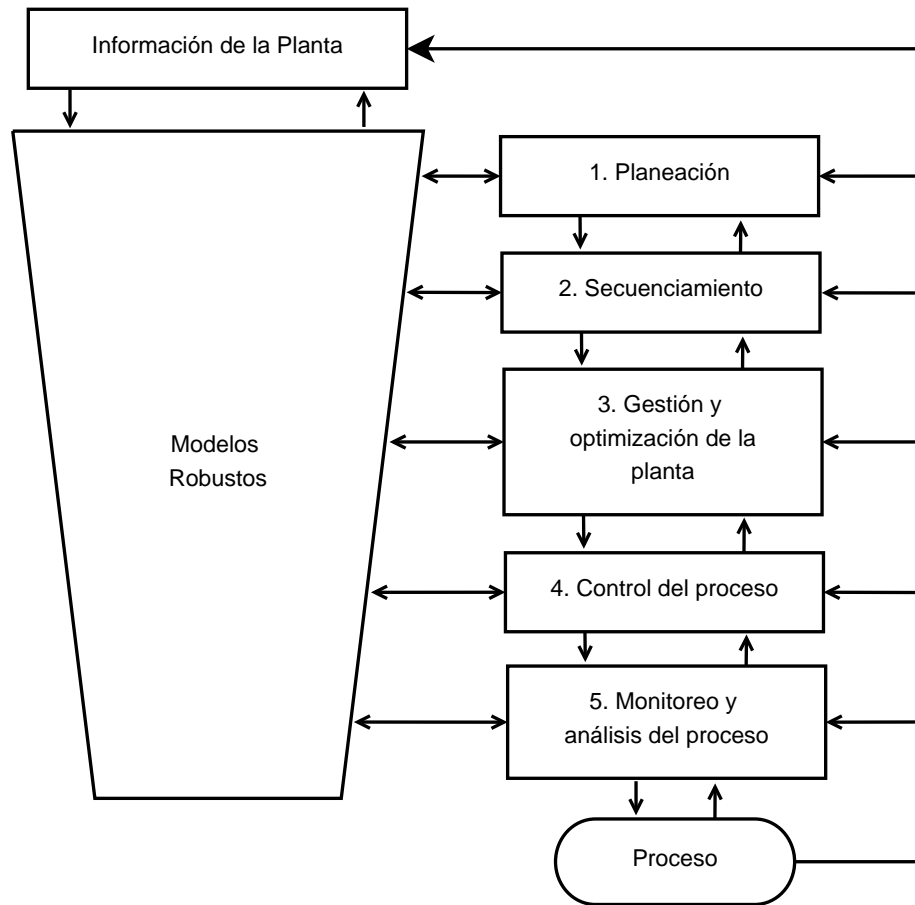 Información de la Planta
1. Planeación
2. Secuenciamiento
3. Gestión y
optimización de la
planta
Modelos
Robustos
4. Control del proceso
5. Monitoreo y
análisis del proceso
Proceso